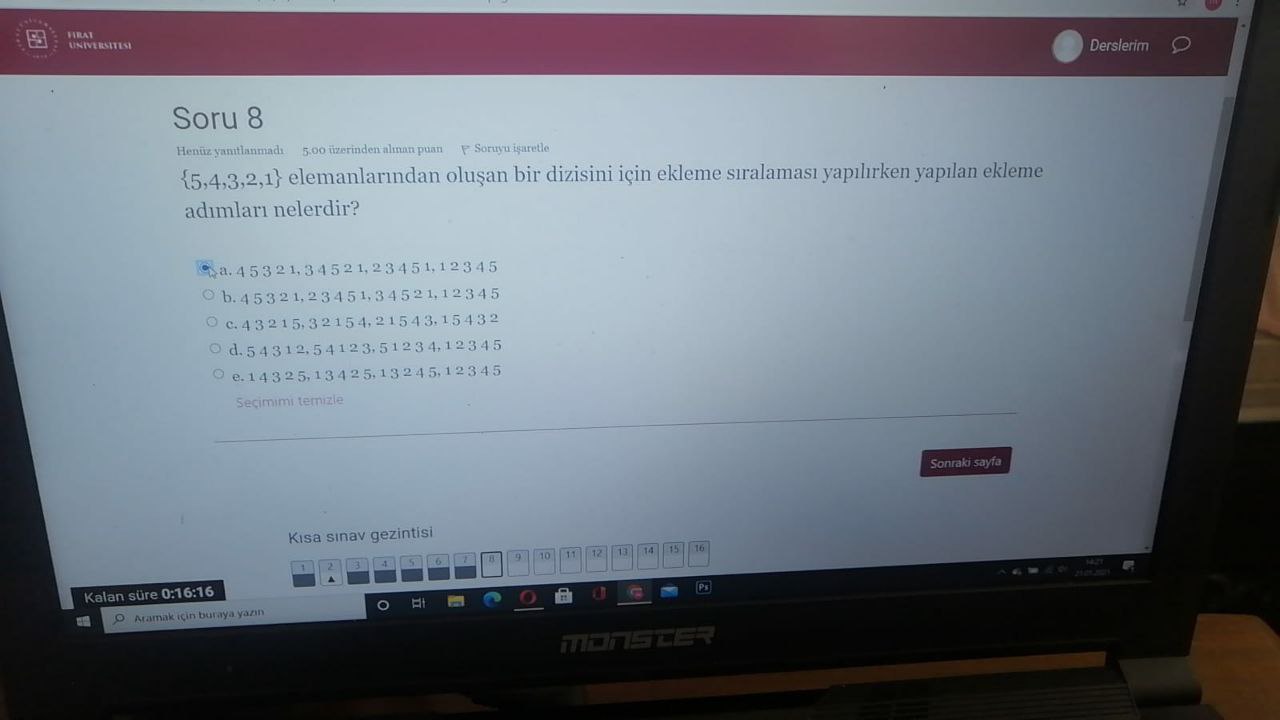 FIRAT
ÜNİVERSİTESİ
Derslerim
Soru 8
Henüz yanıtlanmadı 5,00 üzerinden alınan puan Soruyu işaretle
{5,4,3,2,1} elemanlarından oluşan bir dizisini için ekleme sıralaması yapılırken yapılan ekleme
adımları nelerdir?
a. 4 5 3 2 1, 3 4 5 2 1, 2 3 4 5 1, 1 2 3 4 5
b. 4 5 3 2 1, 2 3 4 5 1, 3 4 5 2 1, 1 2 3 4 5
c. 4 3 2 1 5, 3 2 1 5 4, 2 1 5 4 3, 1 5 4 3 2
d. 5 4 3 1 2, 5 4 1 2 3, 5 1 2 3 4, 1 2 3 4 5
e. 1 4 3 2 5, 1 3 4 2 5, 1 3 2 4 5, 1 2 3 4 5
Seçimimi temizle
Sonraki sayfa
Kısa sınav gezintisi
1 2 3 4 5 6 7 8 9 10 11 12 13 14 15 16
Kalan süre 0:16:16
Aramak için buraya yazın
Ps
14:21
21.01.2021
MONSTER